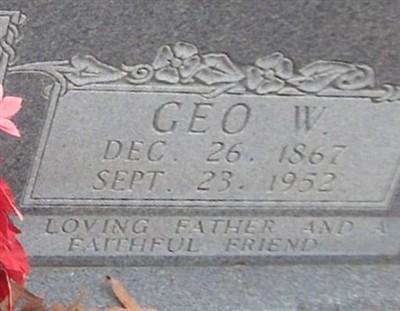 GEO W.
DEC. 26. 1867
SEPT. 23. 1952
LOVING FATHER AND A
FAITHFUL FRIEND